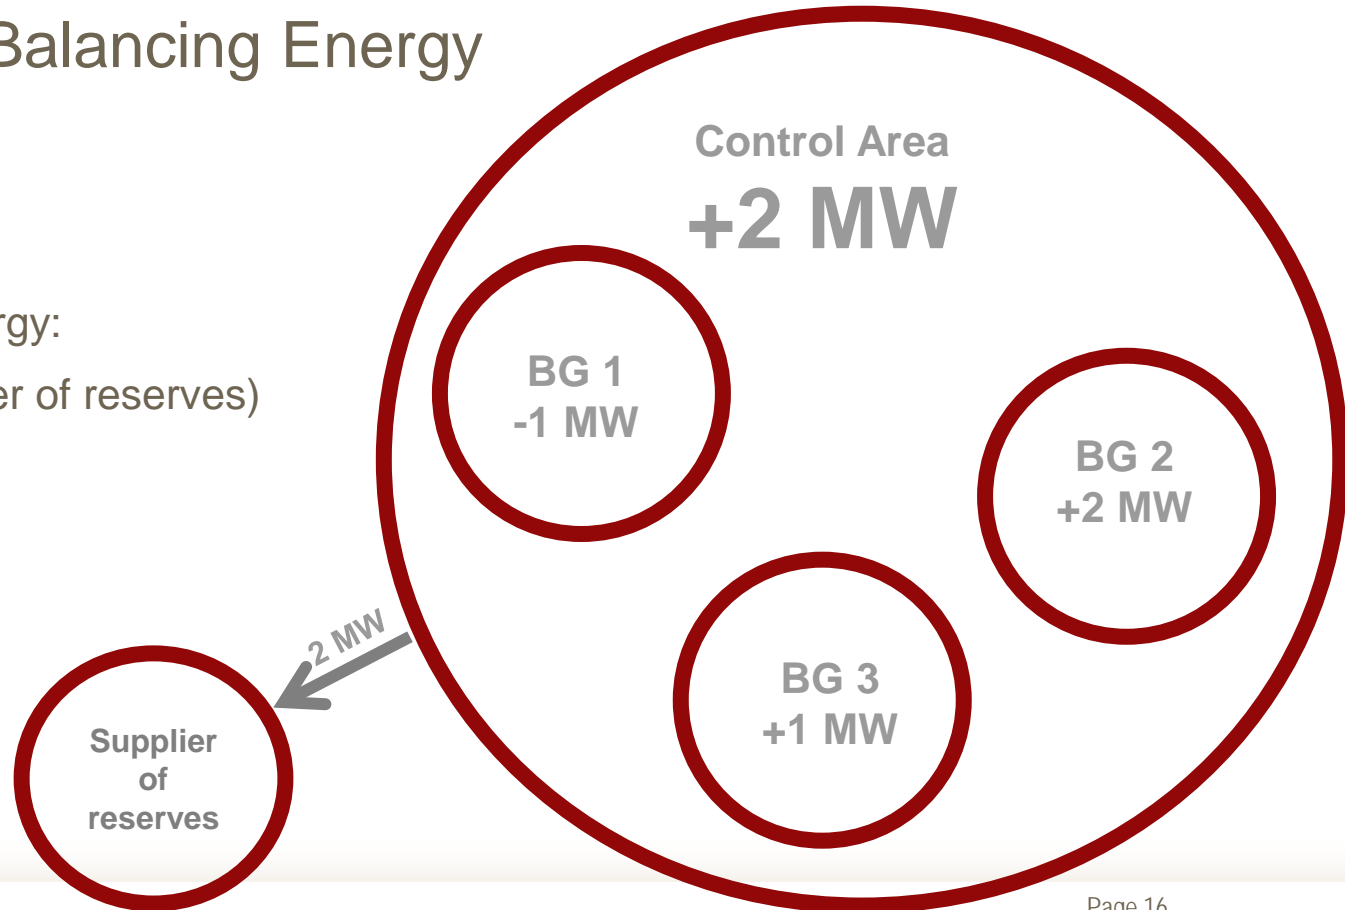 Balancing Energy
Control Area
+2 MW
rgy:
er of reserves)
BG 1
-1 MW
BG 2
+2 MW
2 MW
BG 3
+1 MW
Supplier
of
reserves
Page 16